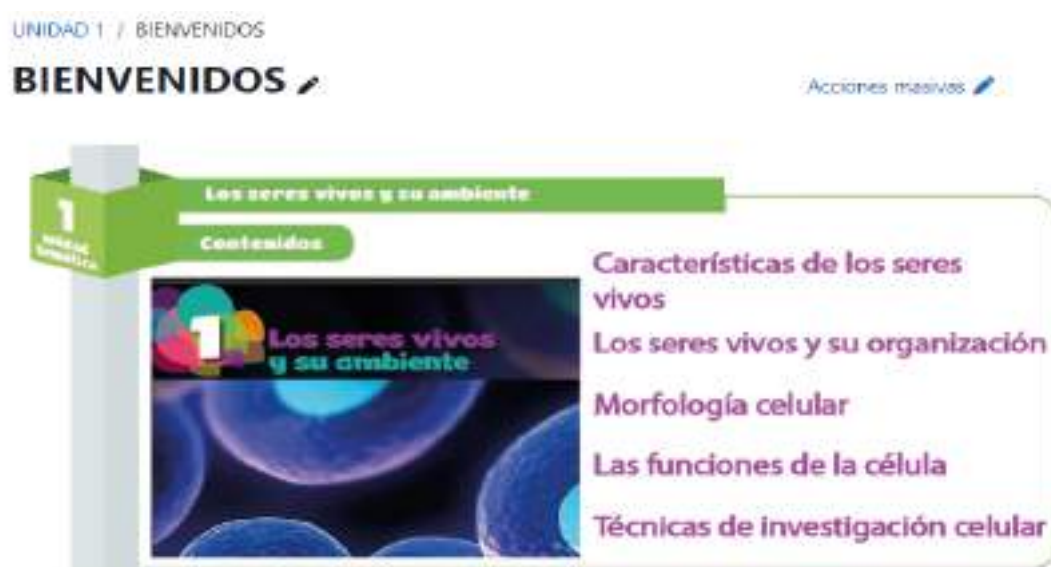 UNIDAD 1 / BIENVENIDOS
BIENVENIDOS
Acciones masivas
1
unidad
temática
Los seres vivos y su ambiente
Contenidos
1
Los seres vivos
y su ambiente
Características de los seres
vivos
Los seres vivos y su organización
Morfología celular
Las funciones de la célula
Técnicas de investigación celular